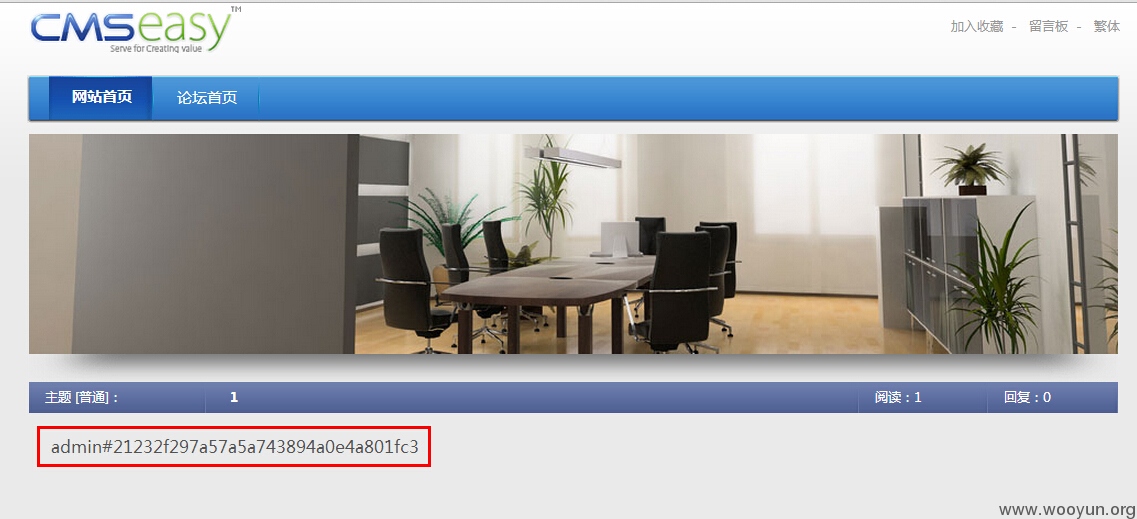 CMSeasy™
Serve for Creating value
加入收藏 - 留言板 - 繁体
网站首页 论坛首页
主题 [普通]： 1 阅读：1 回复：0
admin#21232f297a57a5a743894a0e4a801fc3
www.wooyun.org